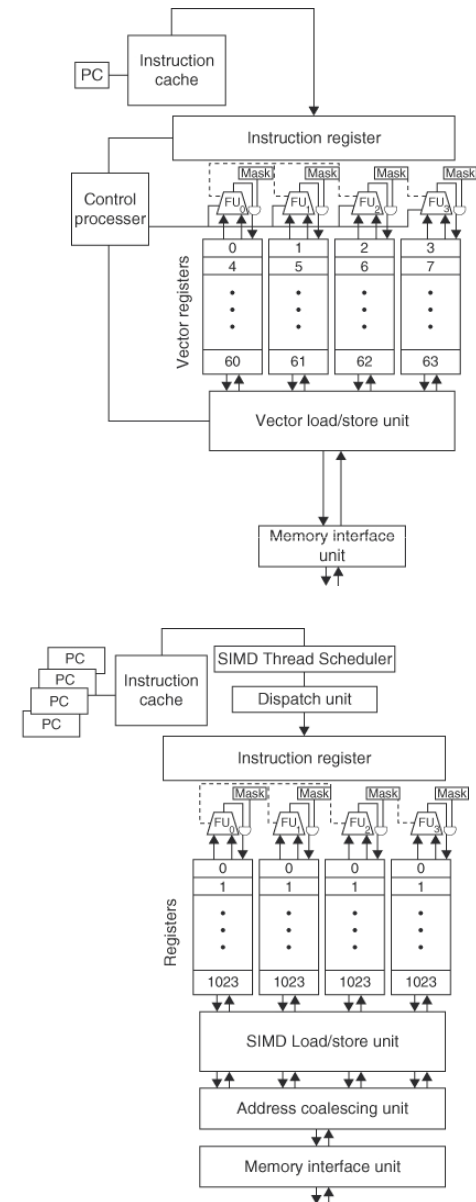 Instruction
cache
PC
Instruction register
Mask Mask Mask Mask
Control
processer
FU0 FU1 FU2 FU3
Vector registers
0 1 2 3
4 5 6 7
60 61 62 63
Vector load/store unit
Memory interface
unit
PC
PC
PC
PC
Instruction
cache
SIMD Thread Scheduler
Dispatch unit
Instruction register
Mask Mask Mask Mask
FU0 FU1 FU2 FU3
Registers
0 0 0 0
1 1 1 1
1023 1023 1023 1023
SIMD Load/store unit
Address coalescing unit
Memory interface unit